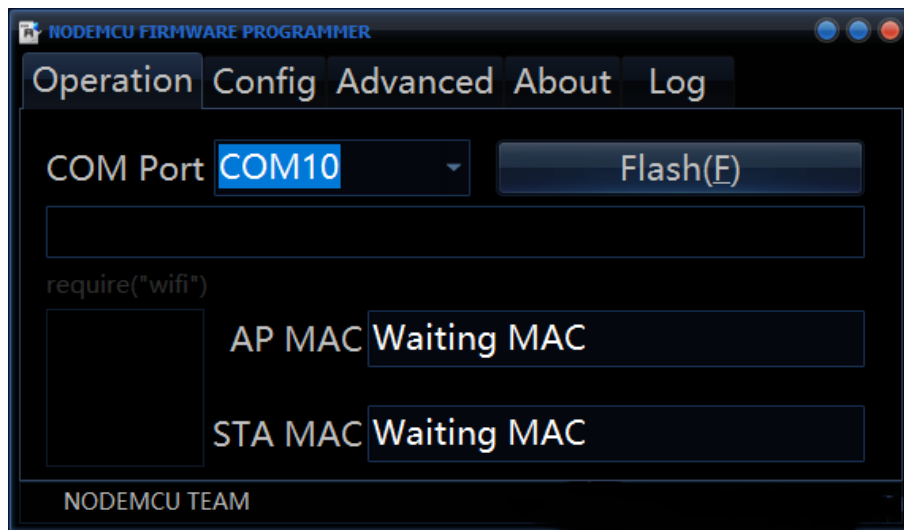 NODEMCU FIRMWARE PROGRAMMER
Operation Config Advanced About Log
COM Port COM10 Flash(F)
require("wifi")
AP MAC Waiting MAC
STA MAC Waiting MAC
NODEMCU TEAM